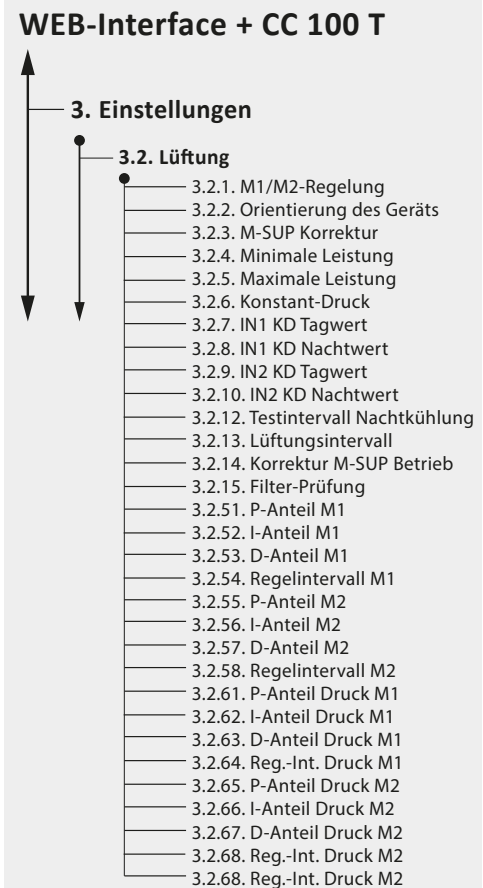 WEB-Interface + CC 100 T
3. Einstellungen
3.2. Lüftung
3.2.1. M1/M2-Regelung
3.2.2. Orientierung des Geräts
3.2.3. M-SUP Korrektur
3.2.4. Minimale Leistung
3.2.5. Maximale Leistung
3.2.6. Konstant-Druck
3.2.7. IN1 KD Tagwert
3.2.8. IN1 KD Nachtwert
3.2.9. IN2 KD Tagwert
3.2.10. IN2 KD Nachtwert
3.2.12. Testintervall Nachtkühlung
3.2.13. Lüftungsintervall
3.2.14. Korrektur M-SUP Betrieb
3.2.15. Filter-Prüfung
3.2.51. P-Anteil M1
3.2.52. I-Anteil M1
3.2.53. D-Anteil M1
3.2.54. Regelintervall M1
3.2.55. P-Anteil M2
3.2.56. I-Anteil M2
3.2.57. D-Anteil M2
3.2.58. Regelintervall M2
3.2.61. P-Anteil Druck M1
3.2.62. I-Anteil Druck M1
3.2.63. D-Anteil Druck M1
3.2.64. Reg.-Int. Druck M1
3.2.65. P-Anteil Druck M2
3.2.66. I-Anteil Druck M2
3.2.67. D-Anteil Druck M2
3.2.68. Reg.-Int. Druck M2
3.2.68. Reg.-Int. Druck M2